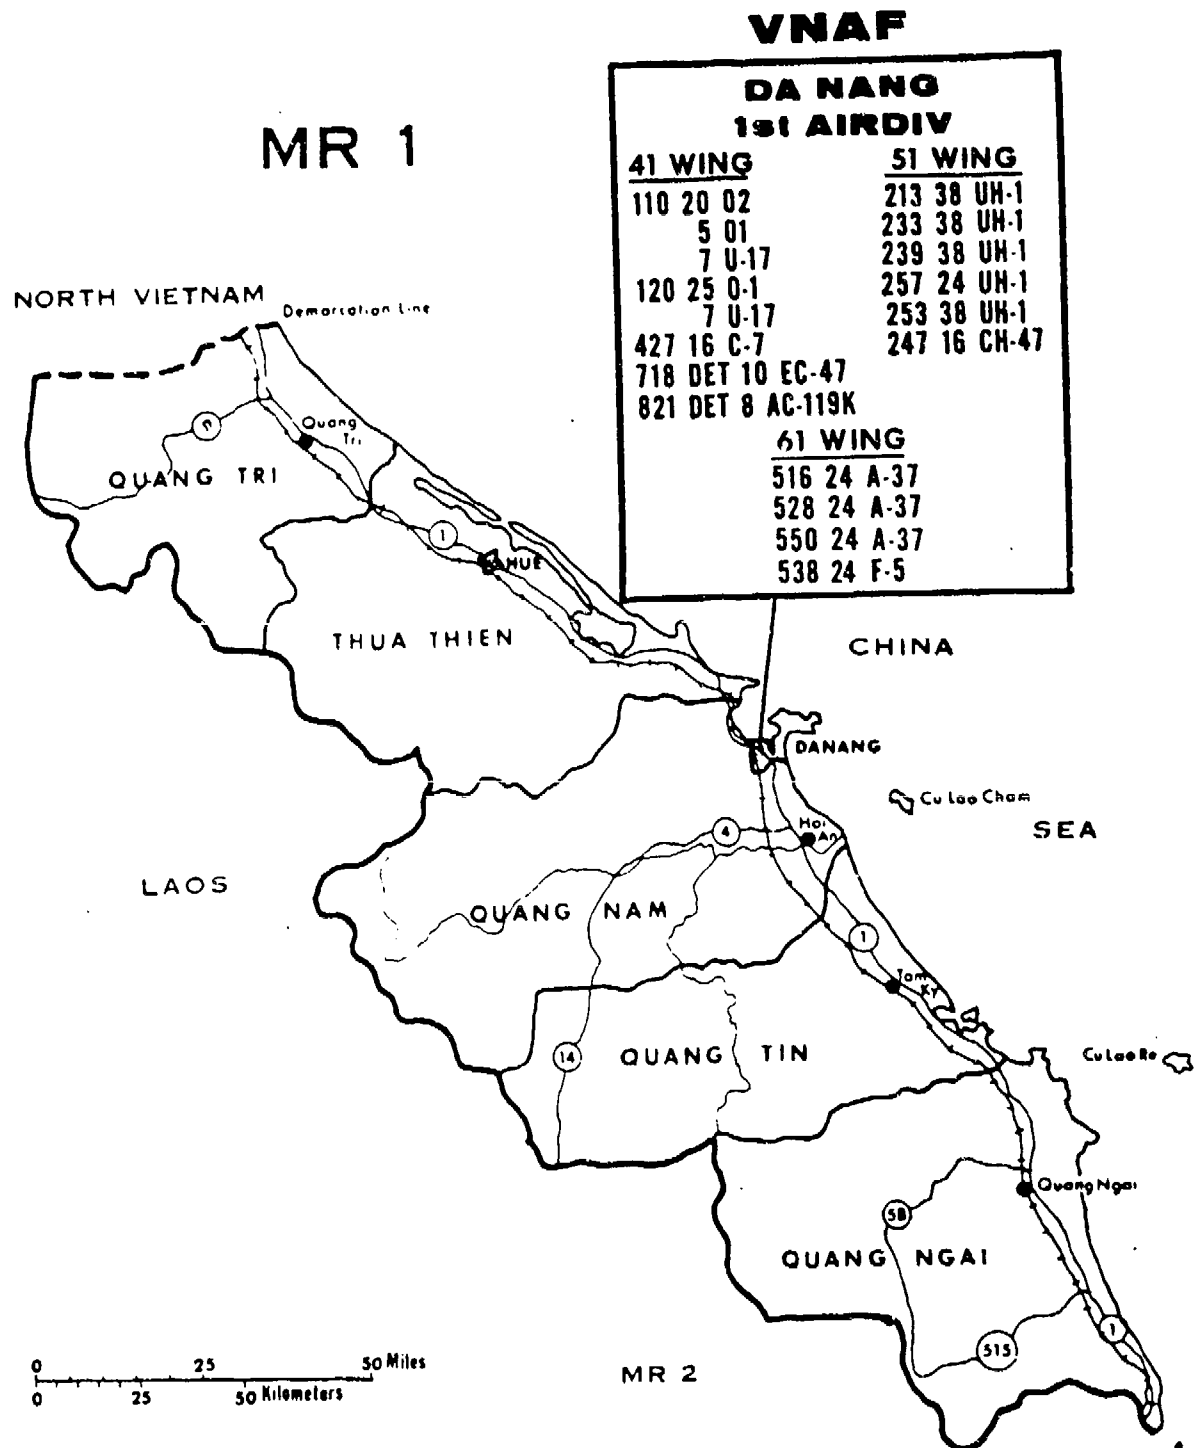 VNAF
DA NANG
1st AIRDIV
41 WING
110 20 O2
5 O1
7 U-17
120 25 O-1
7 U-17
427 16 C-7
718 DET 10 EC-47
821 DET 8 AC-119K
51 WING
213 38 UH-1
233 38 UH-1
239 38 UH-1
257 24 UH-1
253 38 UH-1
247 16 CH-47
61 WING
516 24 A-37
528 24 A-37
550 24 A-37
538 24 F-5
MR 1
NORTH VIETNAM
Demarcation Line
9
Quang
Tri
QUANG TRI
1
HUE
THUA THIEN
CHINA
DANANG
Cu Lao Cham
SEA
4
Hoi
An
LAOS
QUANG NAM
1
Tam
Ky
14
QUANG TIN
Cu Lao Re
Quang Ngai
5B
QUANG NGAI
1
515
MR 2
0 25 50 Miles
0 25 50 Kilometers